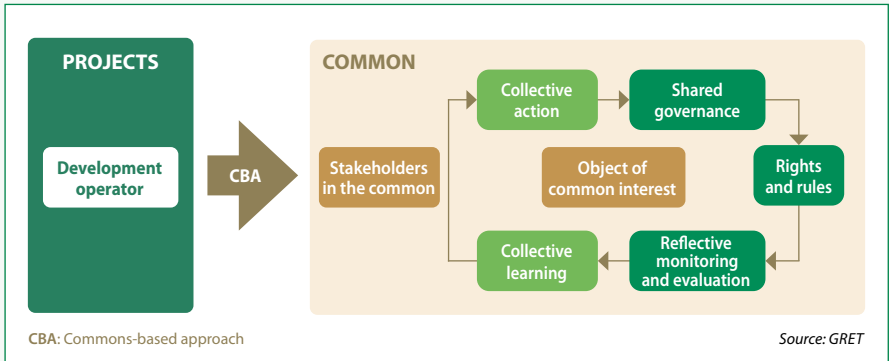 PROJECTS
Development
operator
CBA
COMMON
Stakeholders
in the common
Collective
action
Shared
governance
Object of
common interest
Rights
and rules
Collective
learning
Reflective
monitoring
and evaluation
CBA: Commons-based approach
Source: GRET